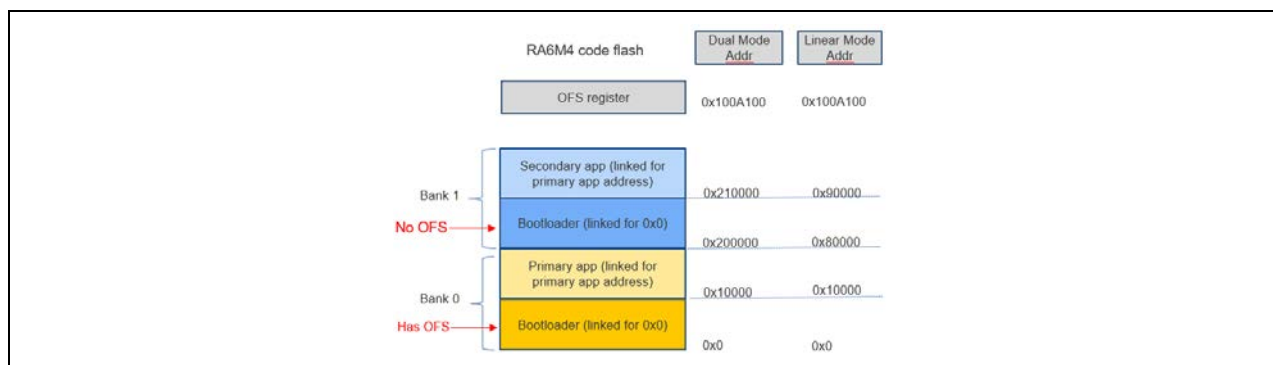 RA6M4 code flash
Dual Mode
Addr
Linear Mode
Addr
OFS register
0x100A100
0x100A100
Secondary app (linked for
primary app address)
Bank 1
0x210000
0x90000
No OFS
Bootloader (linked for 0x0)
0x200000
0x80000
Primary app (linked for
primary app address)
Bank 0
0x10000
0x10000
Has OFS
Bootloader (linked for 0x0)
0x0
0x0